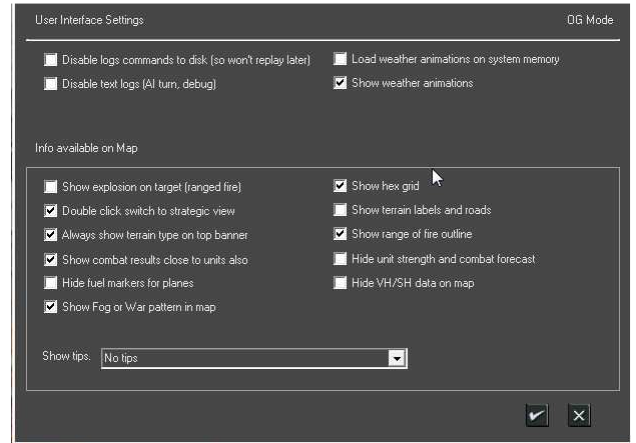 User Interface Settings OG Mode
Disable logs commands to disk (so won't replay later) Load weather animations on system memory
Disable text logs (AI turn, debug) Show weather animations
Info available on Map
Show explosion on target (ranged fire) Show hex grid
Double click switch to strategic view Show terrain labels and roads
Always show terrain type on top banner Show range of fire outline
Show combat results close to units also Hide unit strength and combat forecast
Hide fuel markers for planes Hide VH/SH data on map
Show Fog or War pattern in map
Show tips. No tips